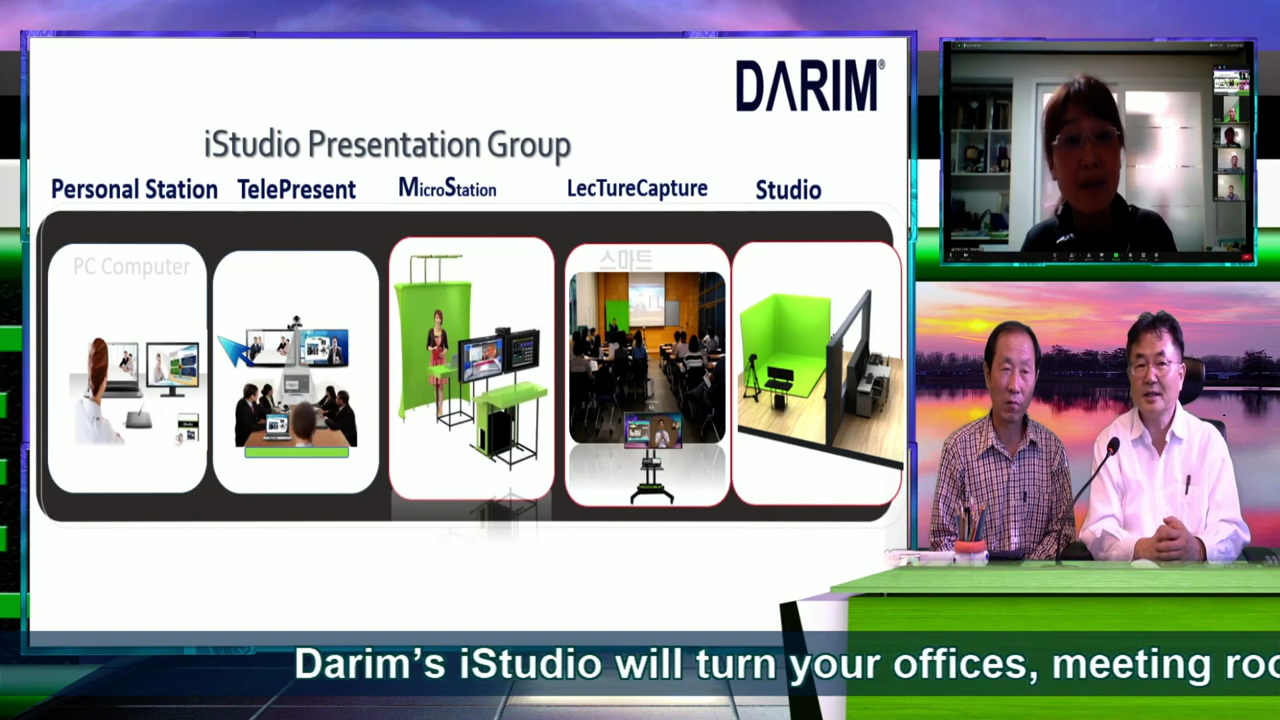 DARIM®
iStudio Presentation Group
Personal Station
TelePresent
MicroStation
LecTureCapture
Studio
PC Computer
스마트
Darim’s iStudio will turn your offices, meeting roo